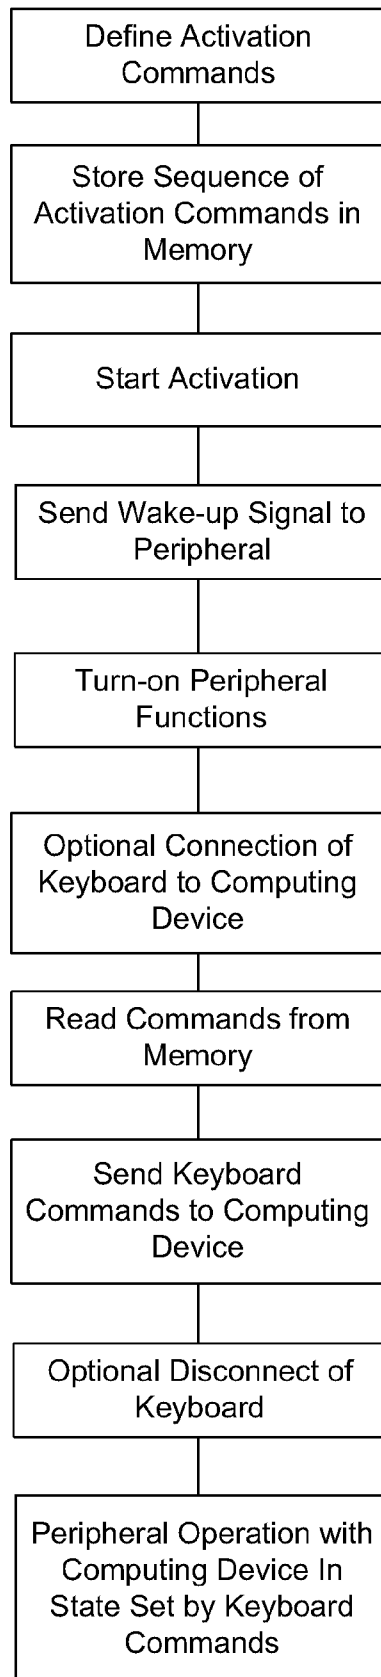 Define Activation
Commands
Store Sequence of
Activation Commands in
Memory
Start Activation
Send Wake-up Signal to
Peripheral
Turn-on Peripheral
Functions
Optional Connection of
Keyboard to Computing
Device
Read Commands from
Memory
Send Keyboard
Commands to Computing
Device
Optional Disconnect of
Keyboard
Peripheral Operation with
Computing Device In
State Set by Keyboard
Commands